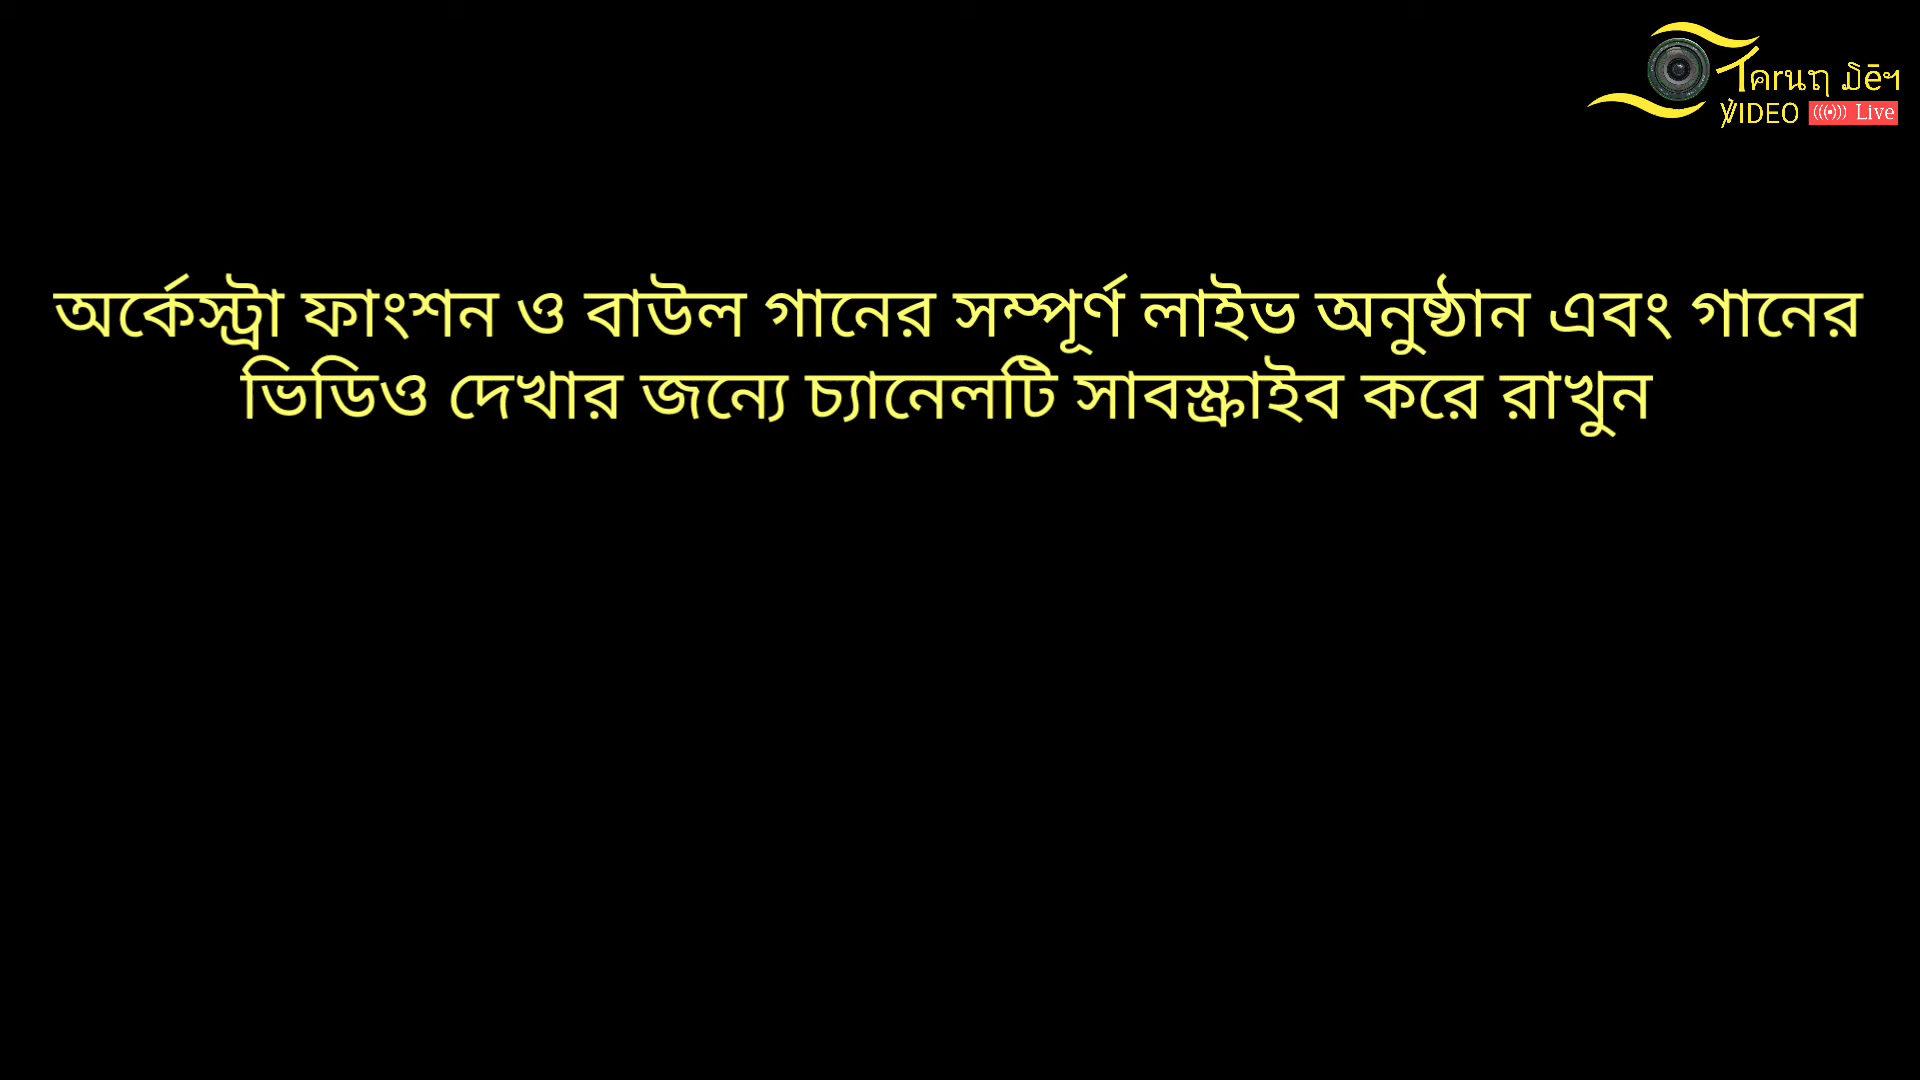 অর্কেস্ট্রা ফাংশন ও বাউল গানের সম্পূর্ণ লাইভ অনুষ্ঠান এবং গানের
ভিডিও দেখার জন্যে চ্যানেলটি সাবস্ক্রাইব করে রাখুন
VIDEO Live